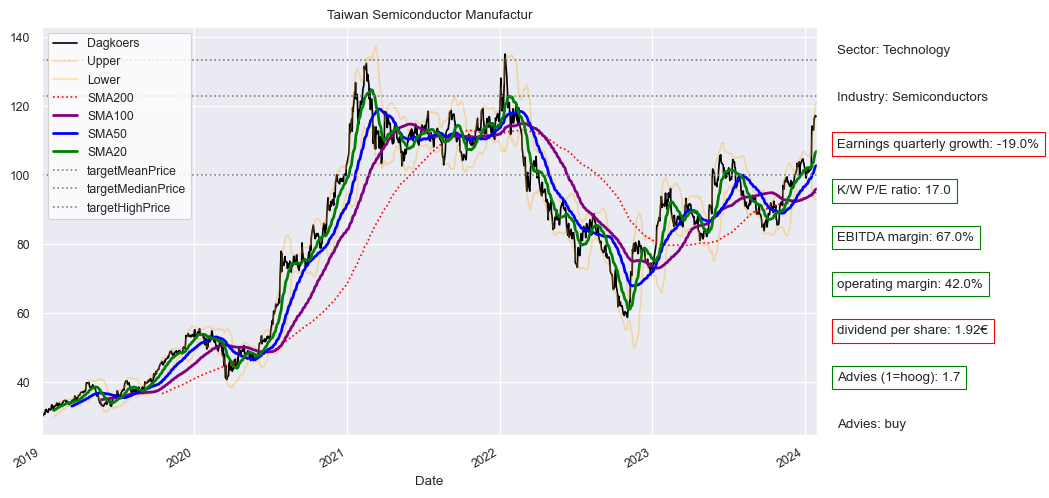 Taiwan Semiconductor Manufactur
140
120
100
80
60
40
Dagkoers
Upper
Lower
SMA200
SMA100
SMA50
SMA20
targetMeanPrice
targetMedianPrice
targetHighPrice
2019
2020
2021
2022
2023
2024
Date
Sector: Technology
Industry: Semiconductors
Earnings quarterly growth: -19.0%
K/W P/E ratio: 17.0
EBITDA margin: 67.0%
operating margin: 42.0%
dividend per share: 1.92€
Advies (1=hoog): 1.7
Advies: buy